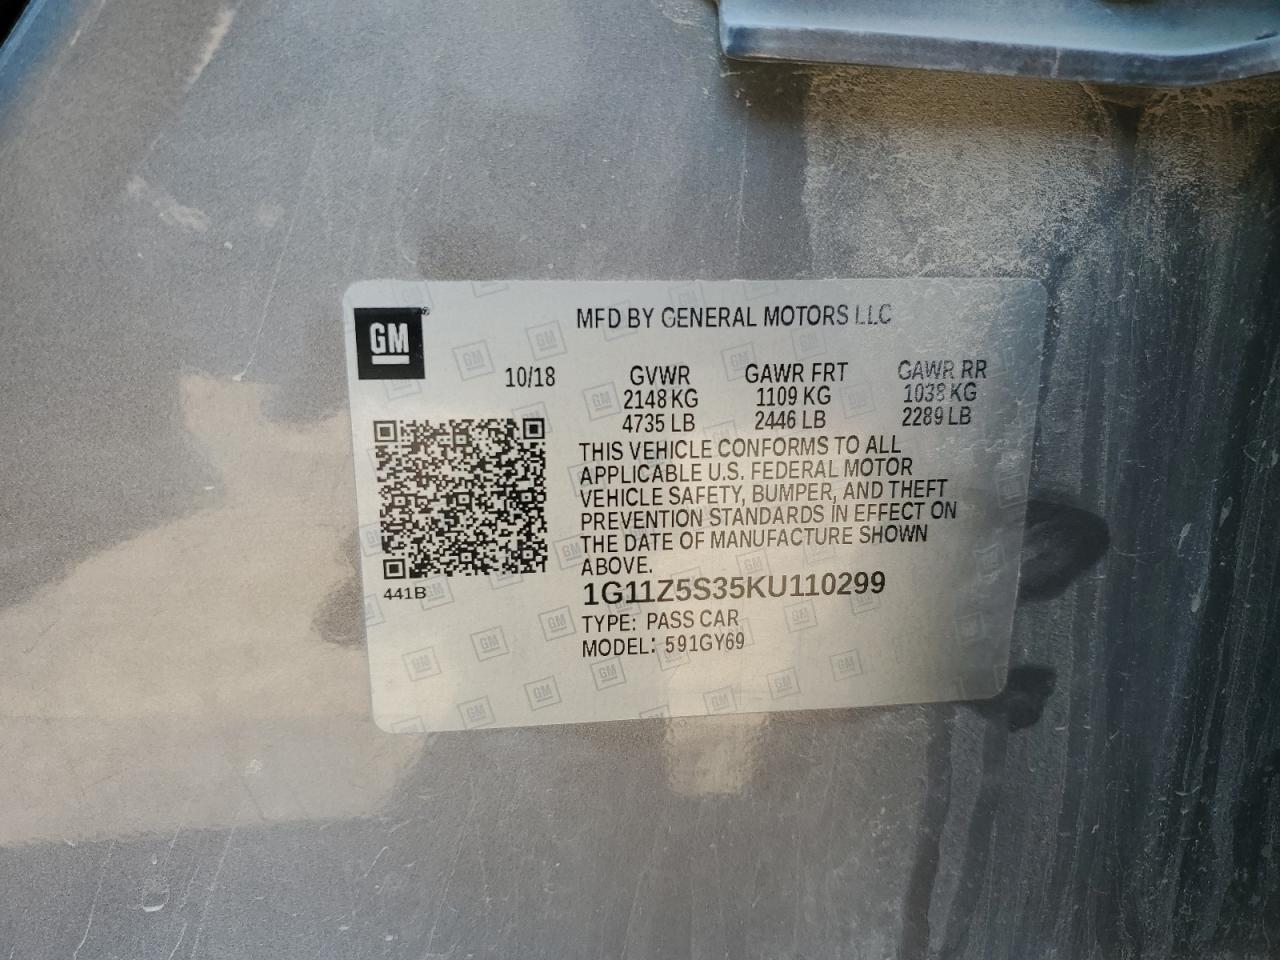 GM
MFD BY GENERAL MOTORS LLC
10/18 GVWR GAWR FRT GAWR RR
2148 KG 1109 KG 1038 KG
4735 LB 2446 LB 2289 LB
THIS VEHICLE CONFORMS TO ALL
APPLICABLE U.S. FEDERAL MOTOR
VEHICLE SAFETY, BUMPER, AND THEFT
PREVENTION STANDARDS IN EFFECT ON
THE DATE OF MANUFACTURE SHOWN
ABOVE.
441B
1G11Z5S35KU110299
TYPE: PASS CAR
MODEL: 591GY69